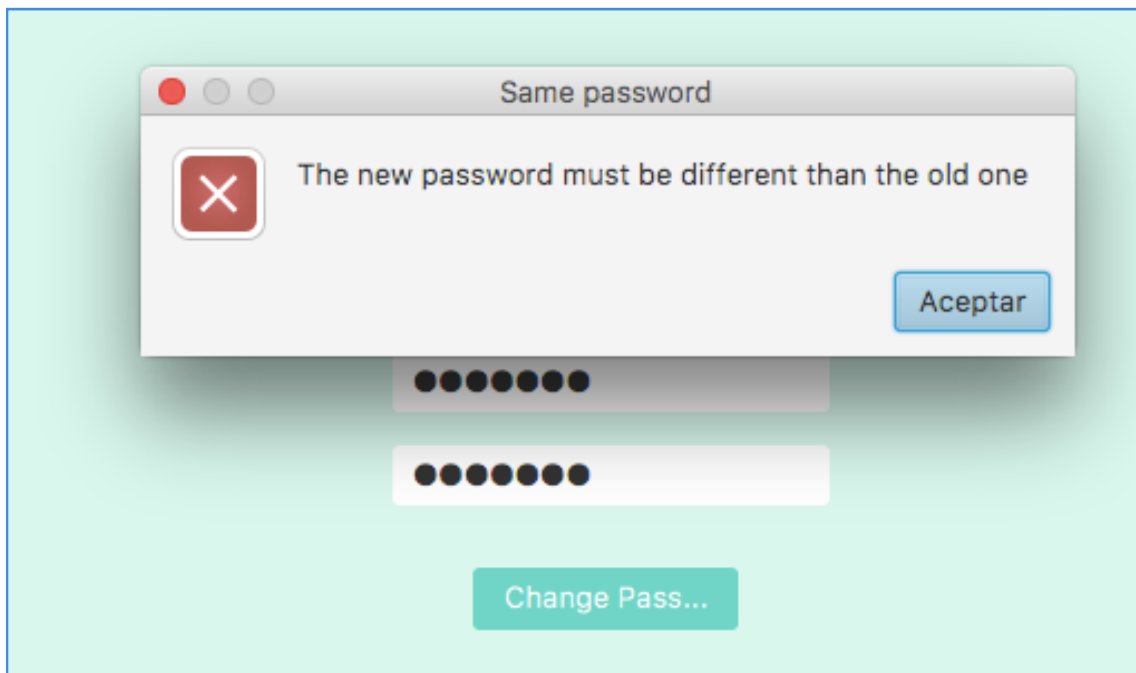 Same password
The new password must be different than the old one
Aceptar
●●●●●●●
●●●●●●●
Change Pass...